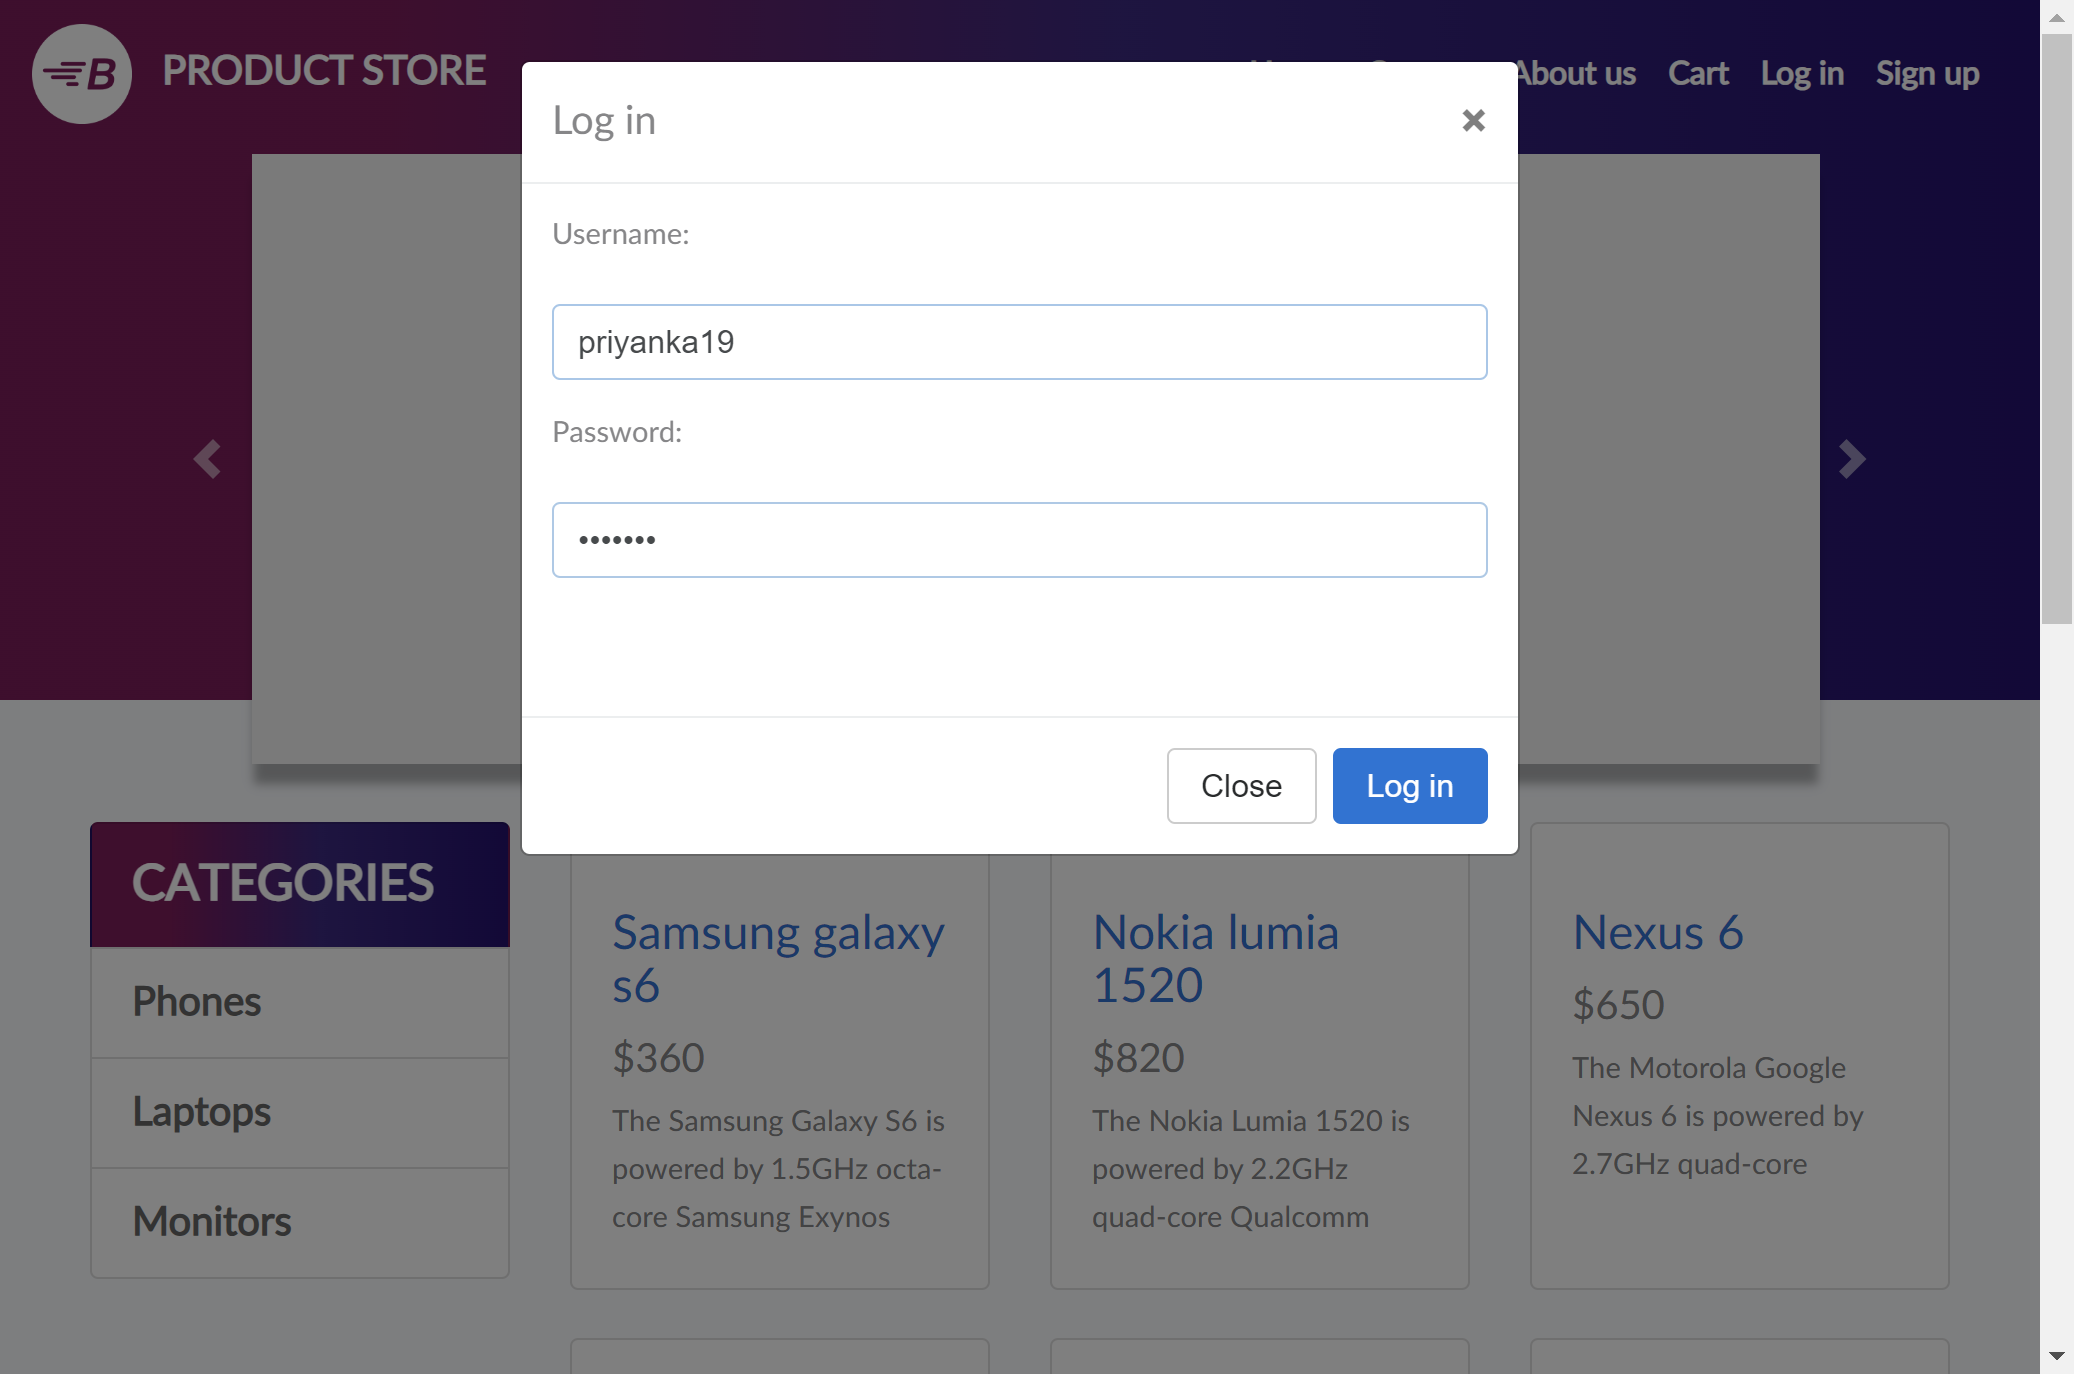 B
PRODUCT STORE
About us
Cart
Log in
Sign up
Log in
×
Username:
priyanka19
Password:
•••••••
Close
Log in
CATEGORIES
Phones
Laptops
Monitors
Samsung galaxy
s6
$360
The Samsung Galaxy S6 is
powered by 1.5GHz octa-
core Samsung Exynos
Nokia lumia
1520
$820
The Nokia Lumia 1520 is
powered by 2.2GHz
quad-core Qualcomm
Nexus 6
$650
The Motorola Google
Nexus 6 is powered by
2.7GHz quad-core